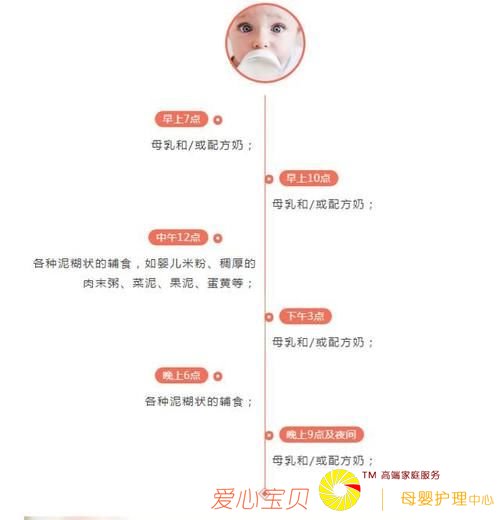 早上7点
母乳和/或配方奶；
早上10点
母乳和/或配方奶；
中午12点
各种泥糊状的辅食，如婴儿米粉、稠厚的
肉末粥、菜泥、果泥、蛋黄等；
下午3点
母乳和/或配方奶；
晚上6点
各种泥糊状的辅食；
晚上9点及夜间
母乳和/或配方奶；
TM 高端家庭服务
爱心宝贝
母婴护理中心